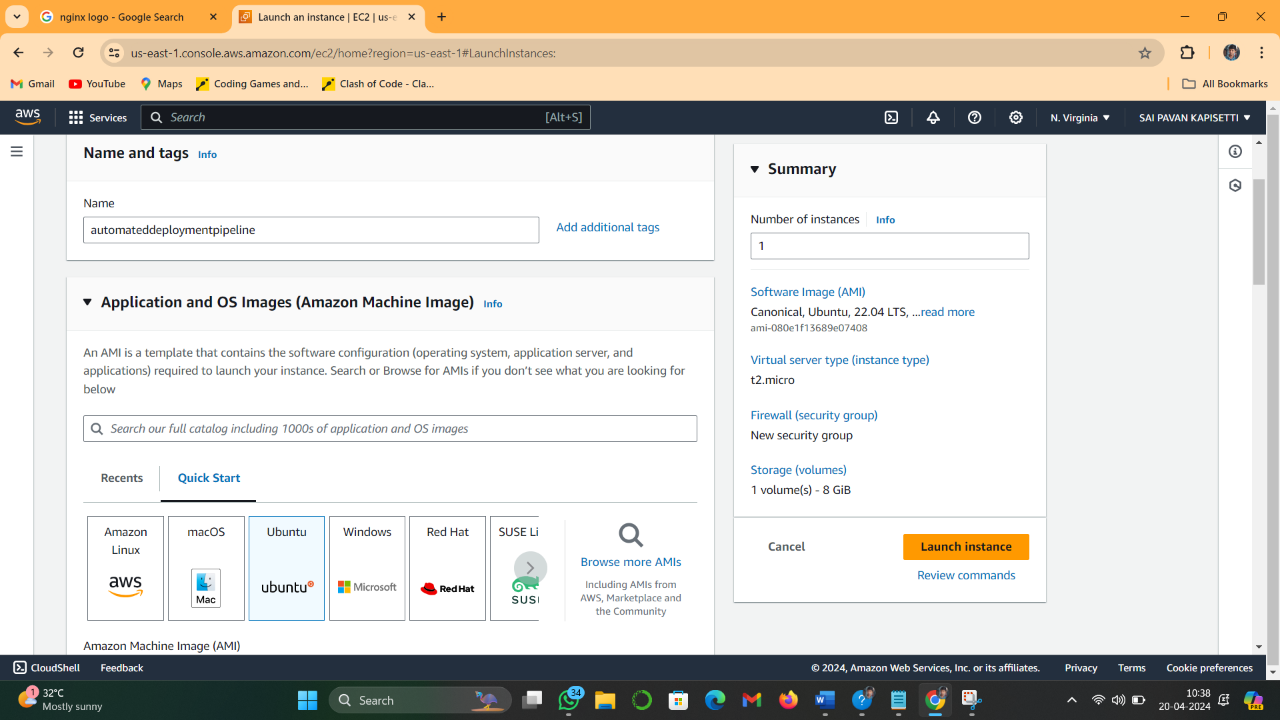 nginx logo - Google Search
Launch an instance | EC2 | us-e
us-east-1.console.aws.amazon.com/ec2/home?region=us-east-1#LaunchInstances:
Gmail
YouTube
Maps
Coding Games and...
Clash of Code - Cla...
All Bookmarks
aws
Services
Search
[Alt+S]
N. Virginia
SAI PAVAN KAPISETTI
Name and tags Info
Name
automateddeploymentpipeline
Add additional tags
Application and OS Images (Amazon Machine Image) Info
An AMI is a template that contains the software configuration (operating system, application server, and
applications) required to launch your instance. Search or Browse for AMIs if you don't see what you are looking for
below
Search our full catalog including 1000s of application and OS images
Recents
Quick Start
Amazon
Linux
aws
macOS
Mac
Ubuntu
ubuntu
Windows
Microsoft
Red Hat
Red Hat
SUSE Li
SUS
Browse more AMIs
Including AMIs from
AWS, Marketplace and
the Community
Amazon Machine Image (AMI)
Summary
Number of instances Info
1
Software Image (AMI)
Canonical, Ubuntu, 22.04 LTS, ...read more
ami-080e1f13689e07408
Virtual server type (instance type)
t2.micro
Firewall (security group)
New security group
Storage (volumes)
1 volume(s) - 8 GiB
Cancel
Launch instance
Review commands
CloudShell
Feedback
© 2024, Amazon Web Services, Inc. or its affiliates.
Privacy
Terms
Cookie preferences
1
32°C
Mostly sunny
Search
34
10:38
20-04-2024
PRE